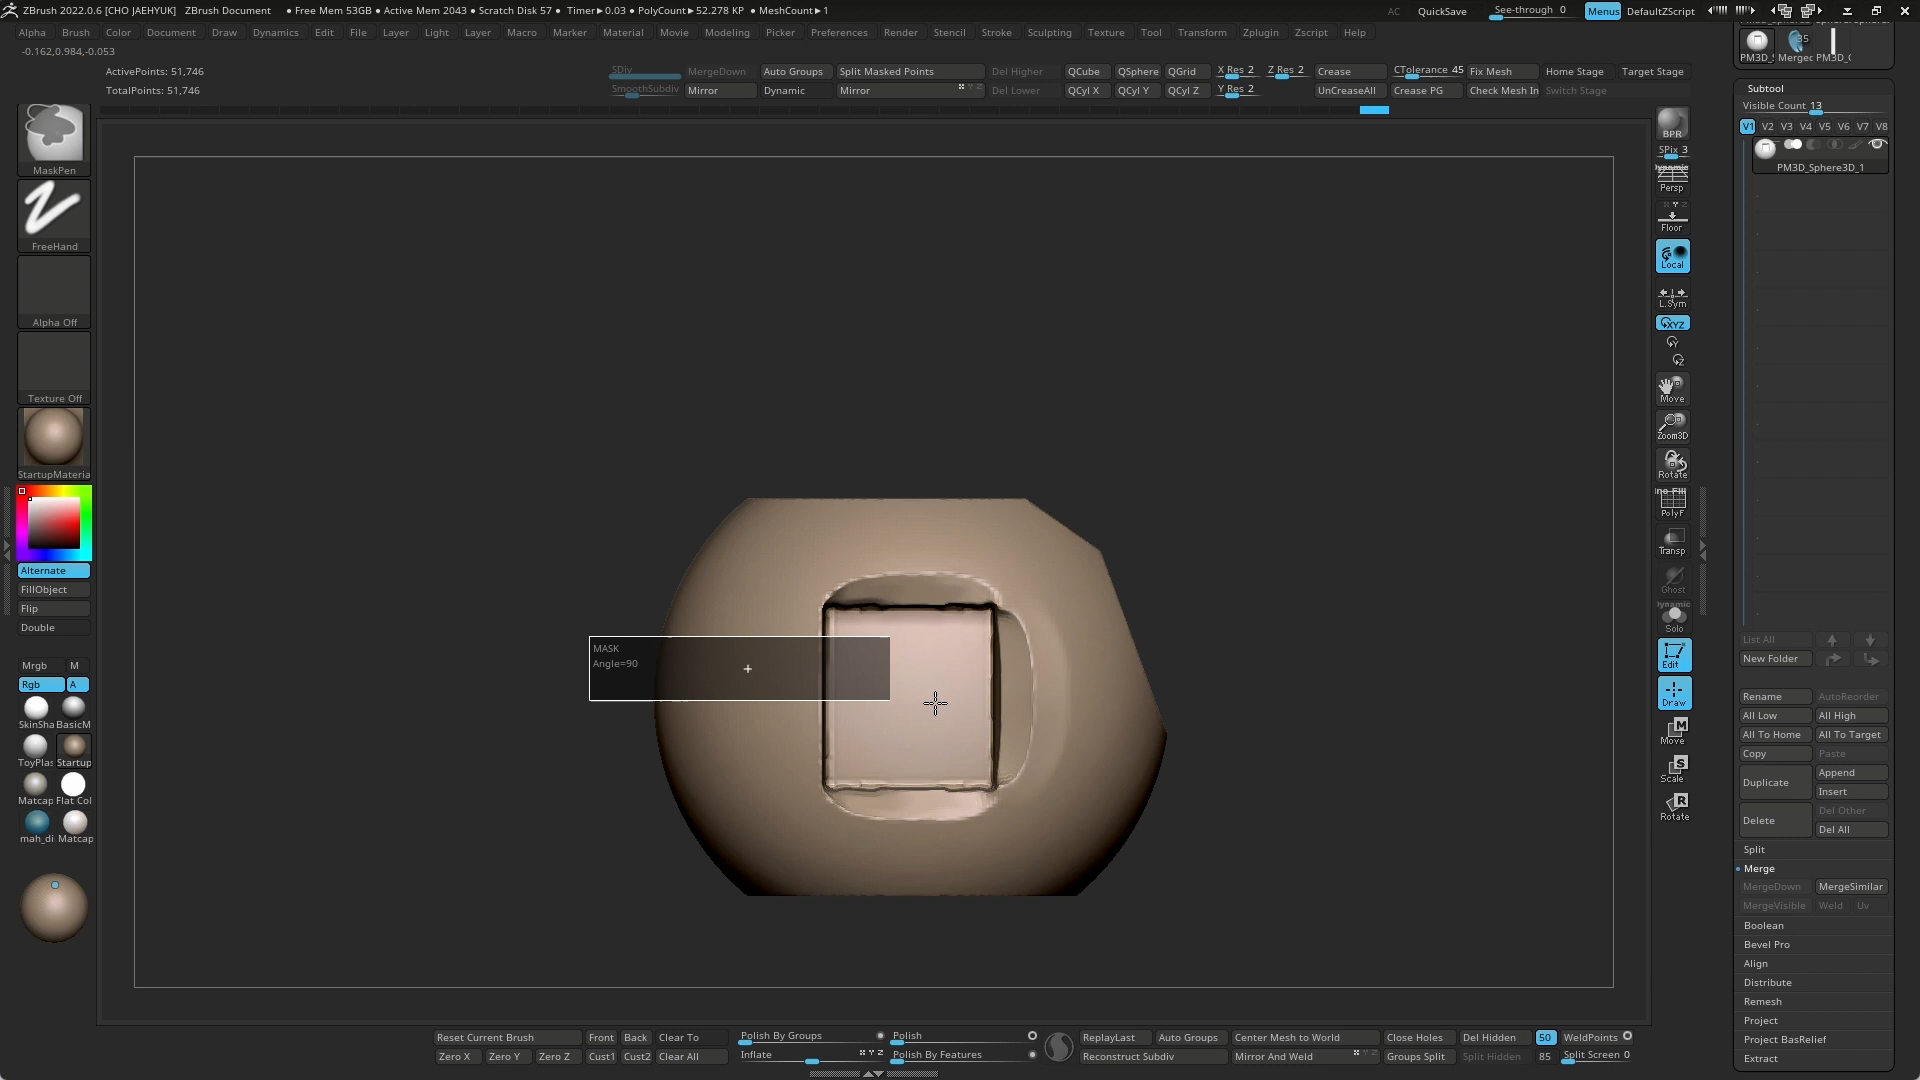 ZBrush 2022.0.6 [CHO JAEHYUK] ZBrush Document • Free Mem 53GB • Active Mem 2043 • Scratch Disk 57 • Timer▶0.03 • PolyCount▶52.278 KP • MeshCount▶1 AC QuickSave See-through 0 Menus DefaultZScript
Alpha Brush Color Document Draw Dynamics Edit File Layer Light Layer Macro Marker Material Movie Modeling Picker Preferences Render Stencil Stroke Sculpting Texture Tool Transform Zplugin Zscript Help
-0.162,0.984,-0.053
ActivePoints: 51,746
TotalPoints: 51,746
SDiv MergeDown Auto Groups Split Masked Points Del Higher QCube QSphere QGrid X Res 2 Z Res 2 Crease CTolerance 45 Fix Mesh Home Stage Target Stage
SmoothSubdiv Mirror Dynamic Mirror Del Lower QCyl X QCyl Y QCyl Z Y Res 2 UnCreaseAll Crease PG Check Mesh In Switch Stage
MaskPen
FreeHand
Alpha Off
Texture Off
StartupMateria
Alternate
FillObject
Flip
Double
Mrgb M
Rgb A
SkinSha BasicM
ToyPlas Startup
Matcap Flat Col
mah_di Matcap
MASK
Angle=90
BPR
SPix 3
Dynamic
Persp
Floor
Local
L.Sym
XYZ
Y
Z
Move
Zoom3D
Rotate
PolyF
Transp
Ghost
Dynamic
Solo
Edit
Draw
Move
Scale
Rotate
35
PM3D_S Mergec PM3D_C
Subtool
Visible Count 13
V1 V2 V3 V4 V5 V6 V7 V8
PM3D_Sphere3D_1
List All
New Folder
Rename AutoReorder
All Low All High
All To Home All To Target
Copy Paste
Duplicate Append
Insert
Delete Del Other
Del All
Split
Merge
MergeDown MergeSimilar
MergeVisible Weld Uv
Boolean
Bevel Pro
Align
Distribute
Remesh
Project
Project BasRelief
Extract
Reset Current Brush Front Back Clear To Polish By Groups Polish ReplayLast Auto Groups Center Mesh to World Close Holes Del Hidden 50 WeldPoints
Zero X Zero Y Zero Z Cust1 Cust2 Clear All Inflate X Y Z Polish By Features Reconstruct Subdiv Mirror And Weld Groups Split Split Hidden 85 Split Screen 0